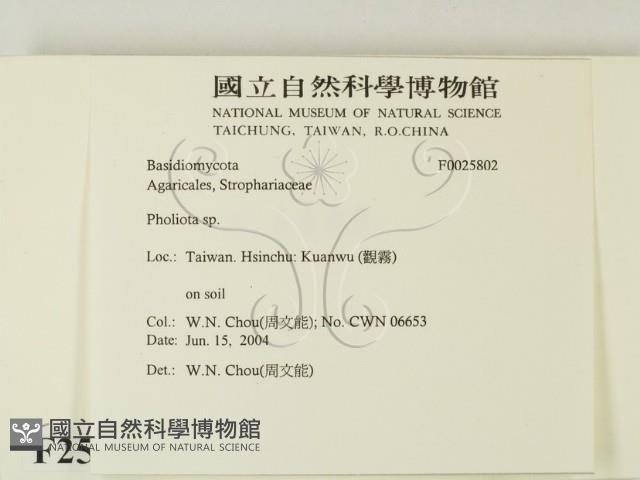 國立自然科學博物館
NATIONAL MUSEUM OF NATURAL SCIENCE
TAICHUNG, TAIWAN, R.O.CHINA
Basidiomycota F0025802
Agaricales, Strophariaceae
Pholiota sp.
Loc.: Taiwan. Hsinchu: Kuanwu (觀霧)
on soil
Col.: W.N. Chou(周文能); No. CWN 06653
Date: Jun. 15, 2004
Det.: W.N. Chou(周文能)
國立自然科學博物館
NATIONAL MUSEUM OF NATURAL SCIENCE
F25